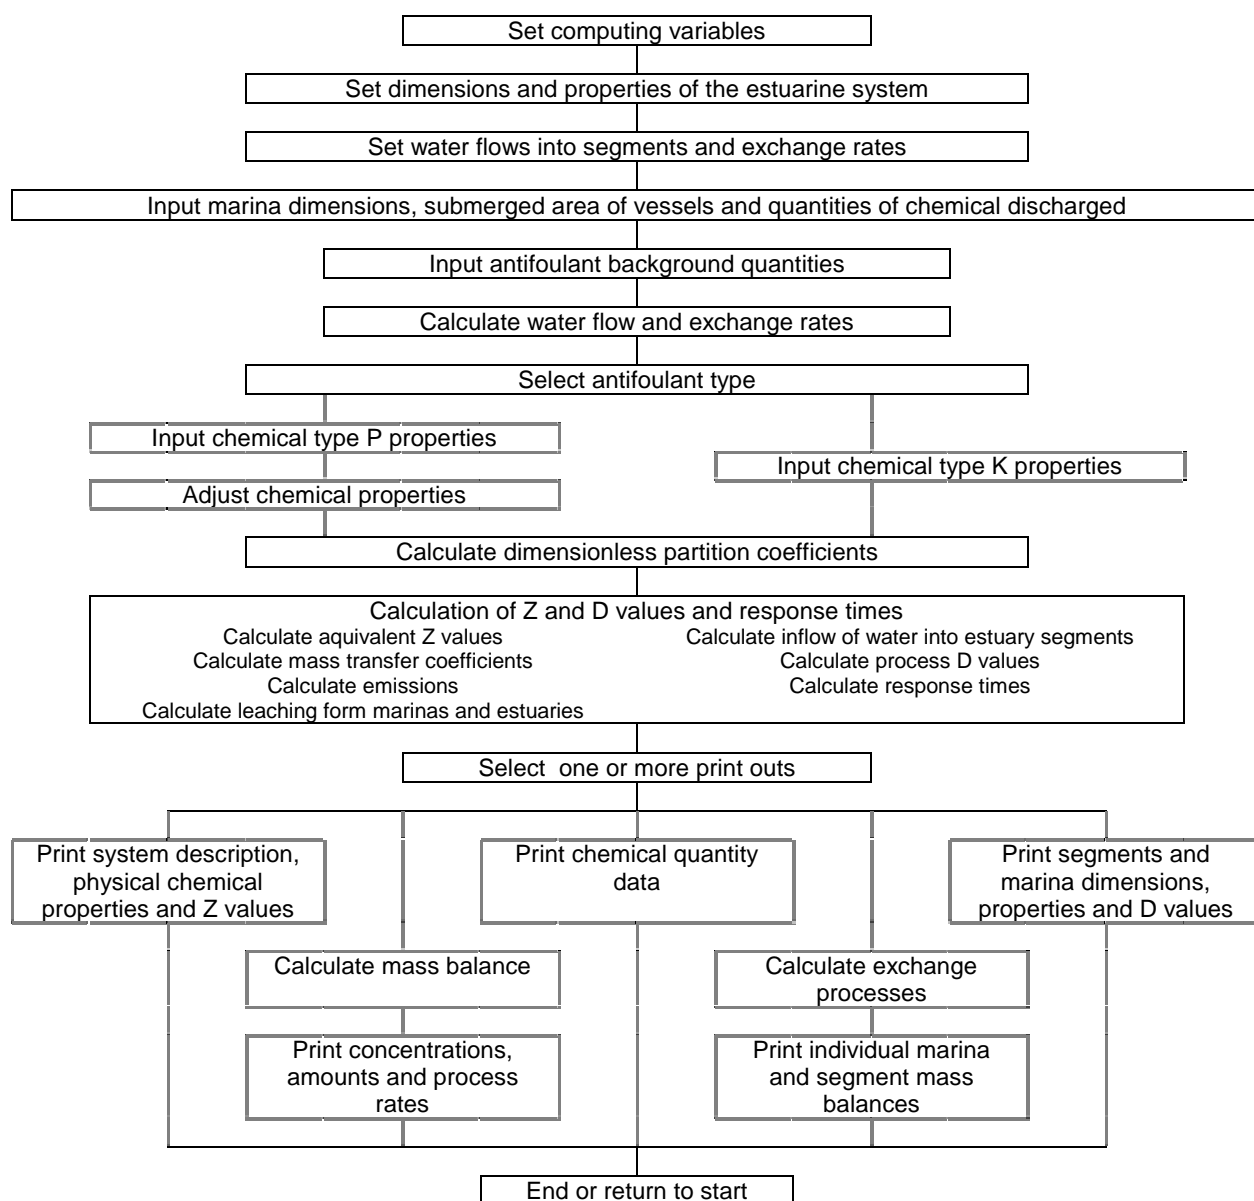 Set computing variables
Set dimensions and properties of the estuarine system
Set water flows into segments and exchange rates
Input marina dimensions, submerged area of vessels and quantities of chemical discharged
Input antifoulant background quantities
Calculate water flow and exchange rates
Select antifoulant type
Input chemical type P properties
Adjust chemical properties
Input chemical type K properties
Calculate dimensionless partition coefficients
Calculation of Z and D values and response times
Calculate aquivalent Z values
Calculate mass transfer coefficients
Calculate emissions
Calculate leaching form marinas and estuaries
Calculate inflow of water into estuary segments
Calculate process D values
Calculate response times
Select  one or more print outs
Print system description,
physical chemical
properties and Z values
Print chemical quantity
data
Print segments and
marina dimensions,
properties and D values
Calculate mass balance
Calculate exchange
processes
Print concentrations,
amounts and process
rates
Print individual marina
and segment mass
balances
End or return to start